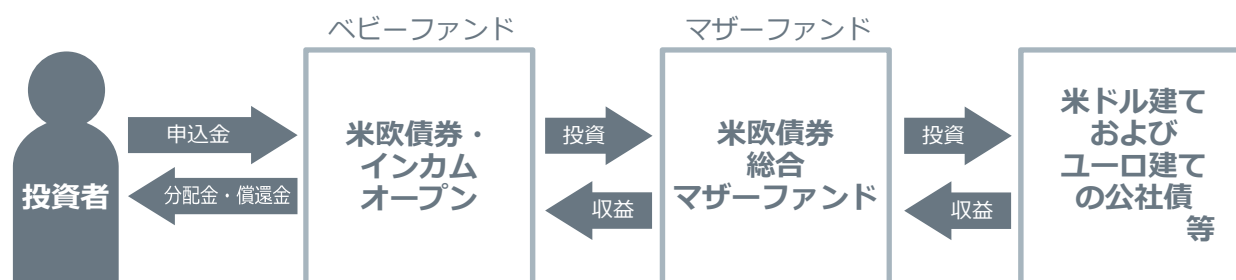 ベビーファンド
マザーファンド
投資者
申込金
分配金・償還金
米欧債券・
インカム
オープン
投資
収益
米欧債券
総合
マザーファンド
投資
収益
米ドル建て
および
ユーロ建て
の公社債
等